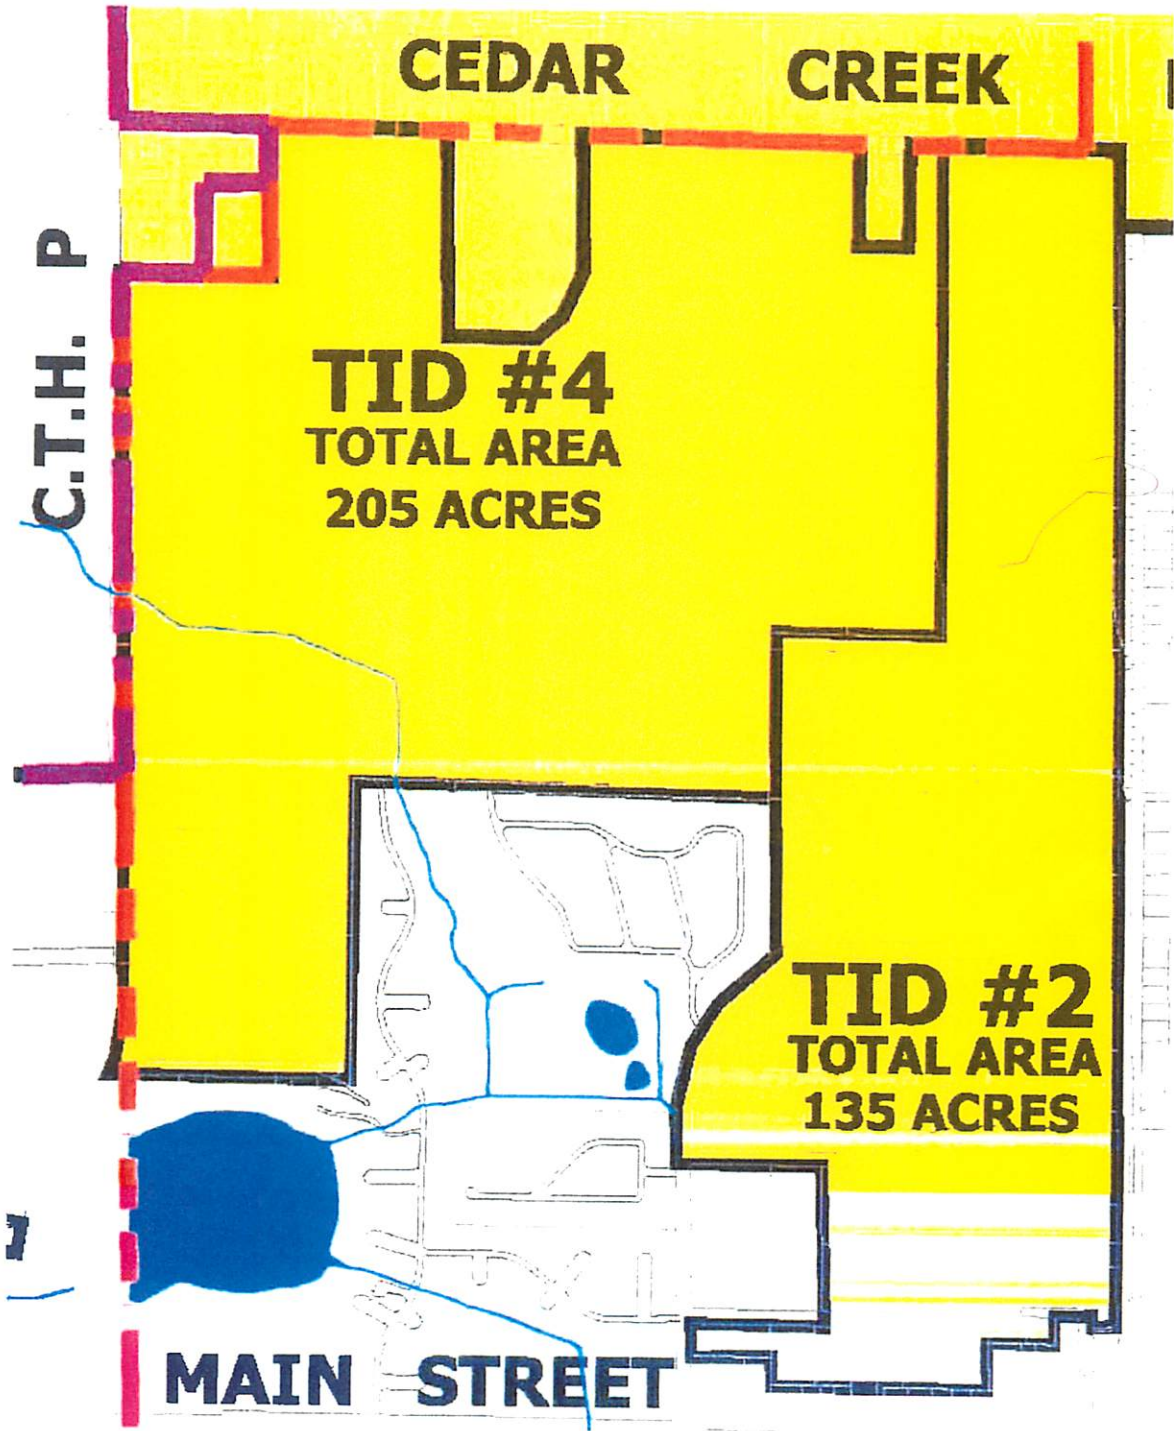 CEDAR CREEK
C.T.H. P
TID #4
TOTAL AREA
205 ACRES
TID #2
TOTAL AREA
135 ACRES
MAIN STREET